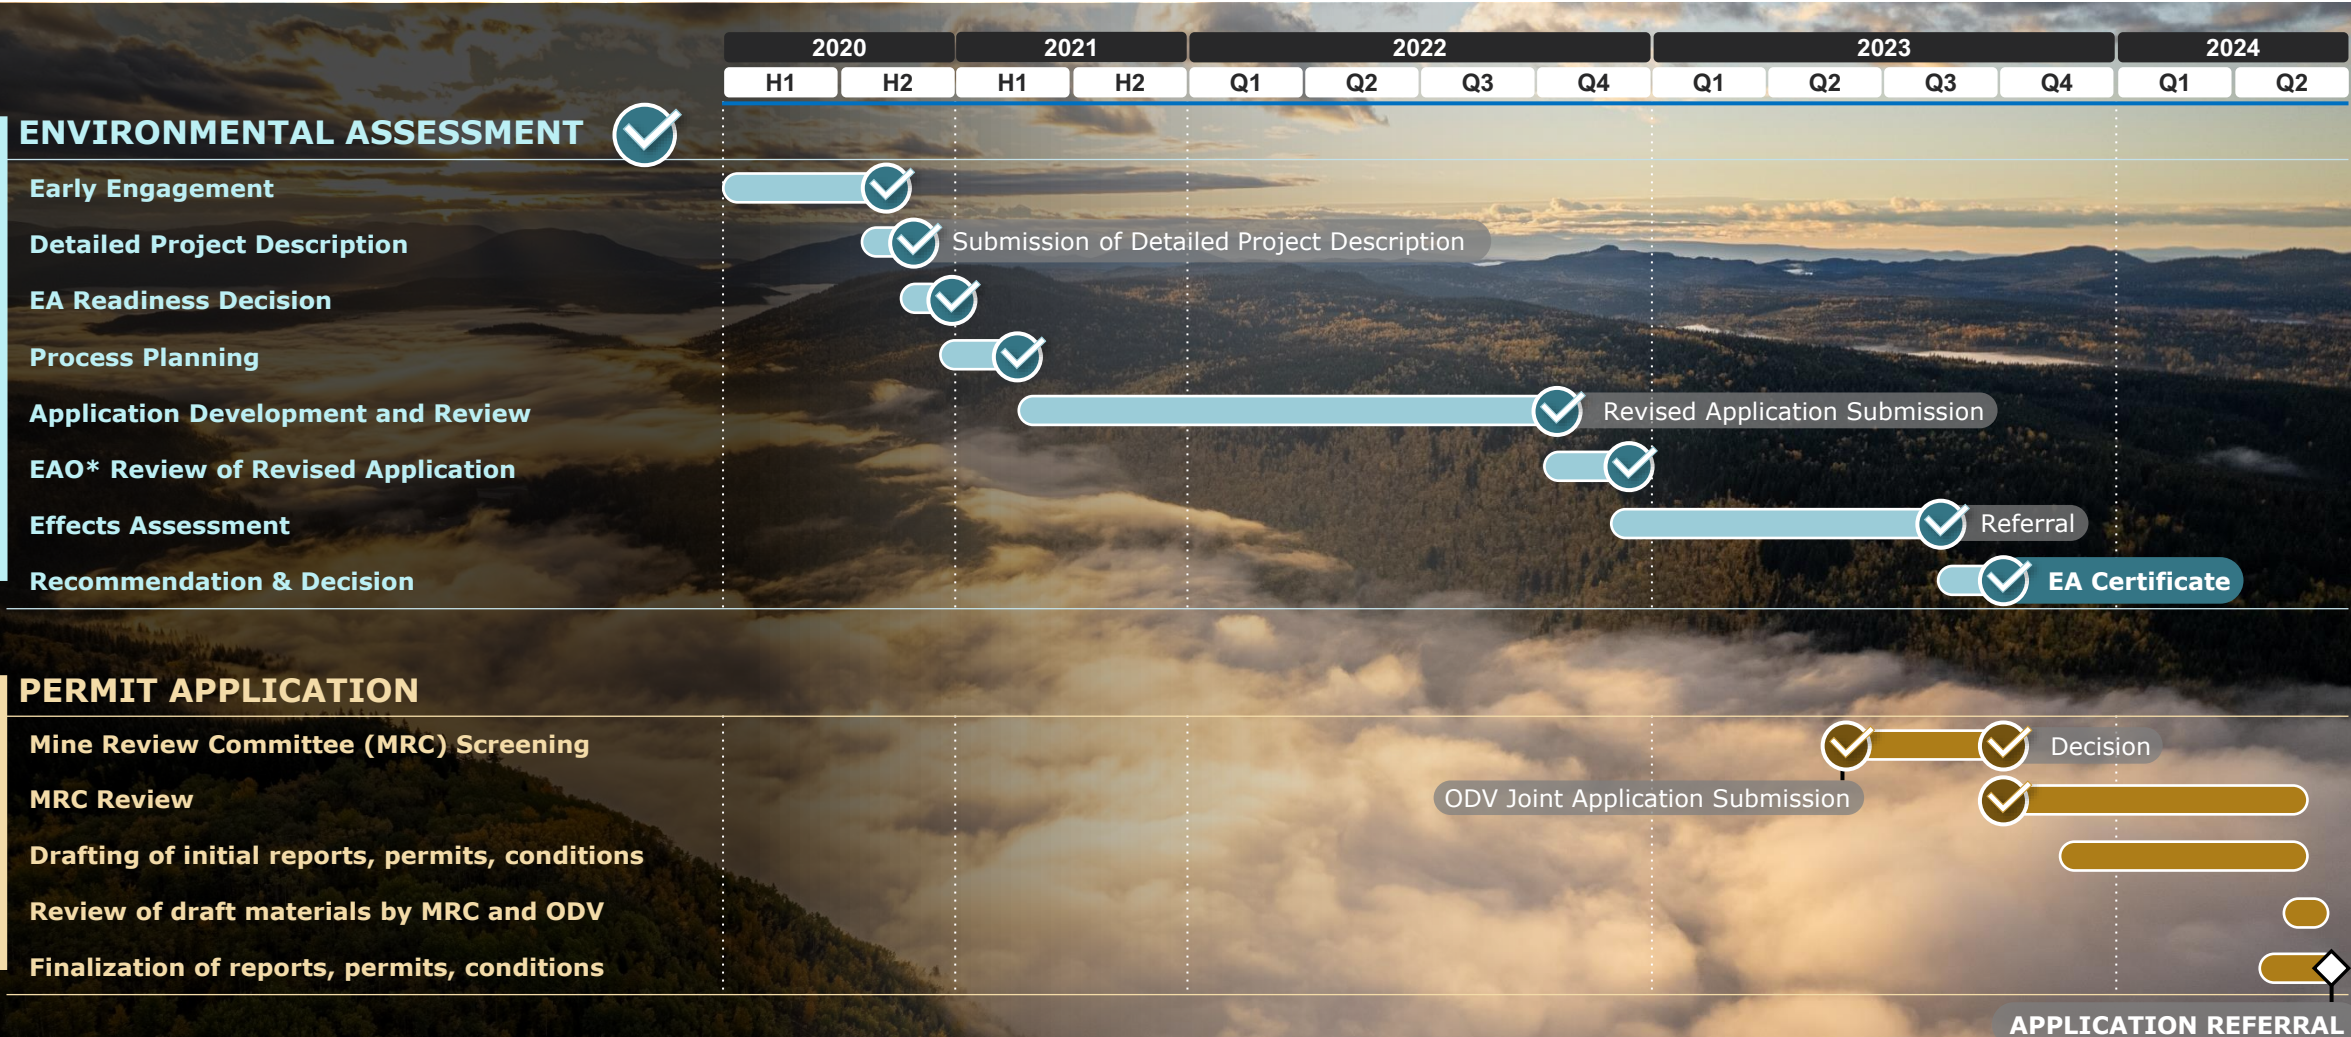 2020 2021 2022 2023 2024
H1 H2 H1 H2 Q1 Q2 Q3 Q4 Q1 Q2 Q3 Q4 Q1 Q2
ENVIRONMENTAL ASSESSMENT
Early Engagement
Detailed Project Description Submission of Detailed Project Description
EA Readiness Decision
Process Planning
Application Development and Review Revised Application Submission
EAO* Review of Revised Application
Effects Assessment Referral
Recommendation & Decision EA Certificate
PERMIT APPLICATION
Mine Review Committee (MRC) Screening Decision
MRC Review ODV Joint Application Submission
Drafting of initial reports, permits, conditions
Review of draft materials by MRC and ODV
Finalization of reports, permits, conditions
APPLICATION REFERRAL